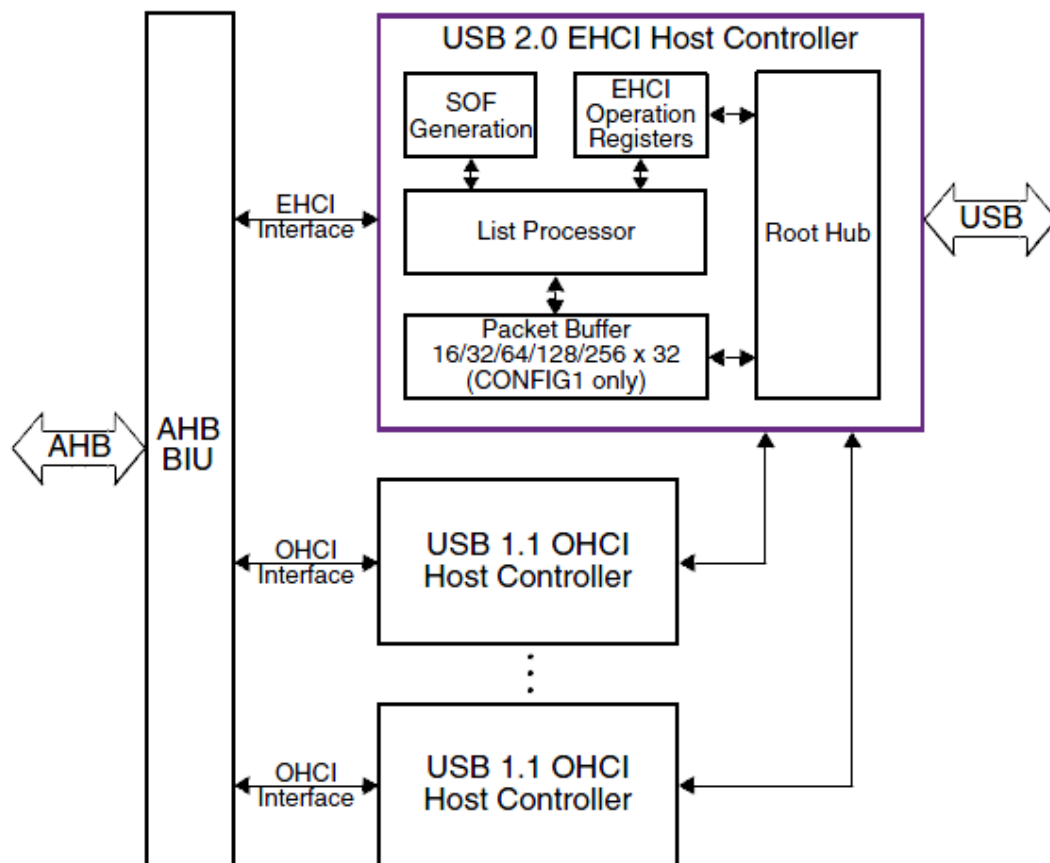 USB 2.0 EHCI Host Controller
SOF
Generation
EHCI
Operation
Registers
EHCI
Interface
List Processor
Root Hub
USB
Packet Buffer
16/32/64/128/256 x 32
(CONFIG1 only)
AHB
AHB
BIU
OHCI
Interface
USB 1.1 OHCI
Host Controller
OHCI
Interface
USB 1.1 OHCI
Host Controller